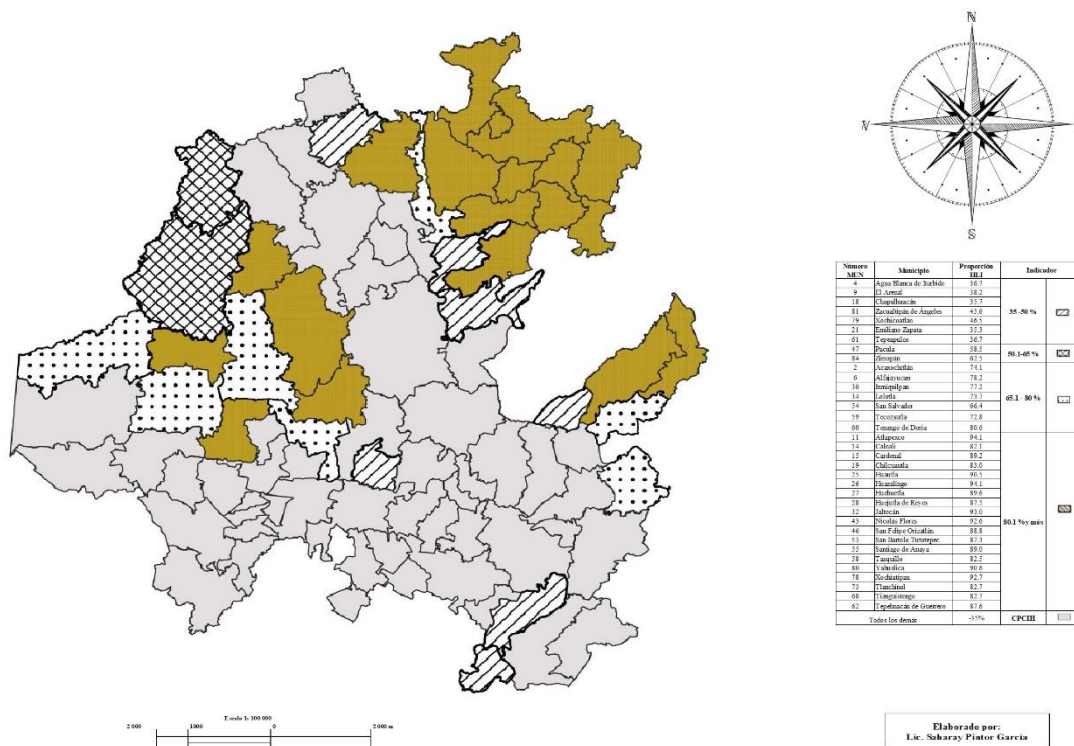 N
S
Número MUN Municipio Proporción HLI Indicador
4 Agua Blanca de Iturbide 36.7
9 El Arenal 38.2
18 Chapulhuacán 35.7
81 Zacualtipán de Ángeles 45.6
79 Xochicoatlán 46.5
21 Emiliano Zapata 35.3
61 Tepeapulco 36.7
35 -50 %
47 Pacula 58.5
84 Zimapán 62.5
50.1-65 %
2 Acaxochitlán 74.1
6 Alfajayucan 78.2
30 Ixmiquilpan 77.2
34 Lolotla 73.7
54 San Salvador 66.4
59 Tecozautla 72.8
60 Tenango de Doria 80.6
65.1 - 80 %
11 Atlapexco 94.1
14 Calnali 82.1
15 Cardonal 89.2
19 Chilcuautla 83.0
25 Huautla 90.5
26 Huazalingo 94.1
27 Huehuetla 89.6
28 Huejutla de Reyes 87.5
32 Jaltocán 93.0
43 Nicolás Flores 92.6
46 San Felipe Orizatlán 88.8
53 San Bartolo Tutotepec 87.3
55 Santiago de Anaya 89.0
58 Tasquillo 82.5
80 Yahualica 90.6
78 Xochiatipan 92.7
73 Tlanchinol 82.7
68 Tianguistengo 82.7
62 Tepehuacán de Guerrero 87.6
80.1 % y más
Todos los demás -35% CPCIII
Escala 1: 100 000
2 000 1000 0 2 000 m
Elaborado por:
Lic. Saharay Pintor García